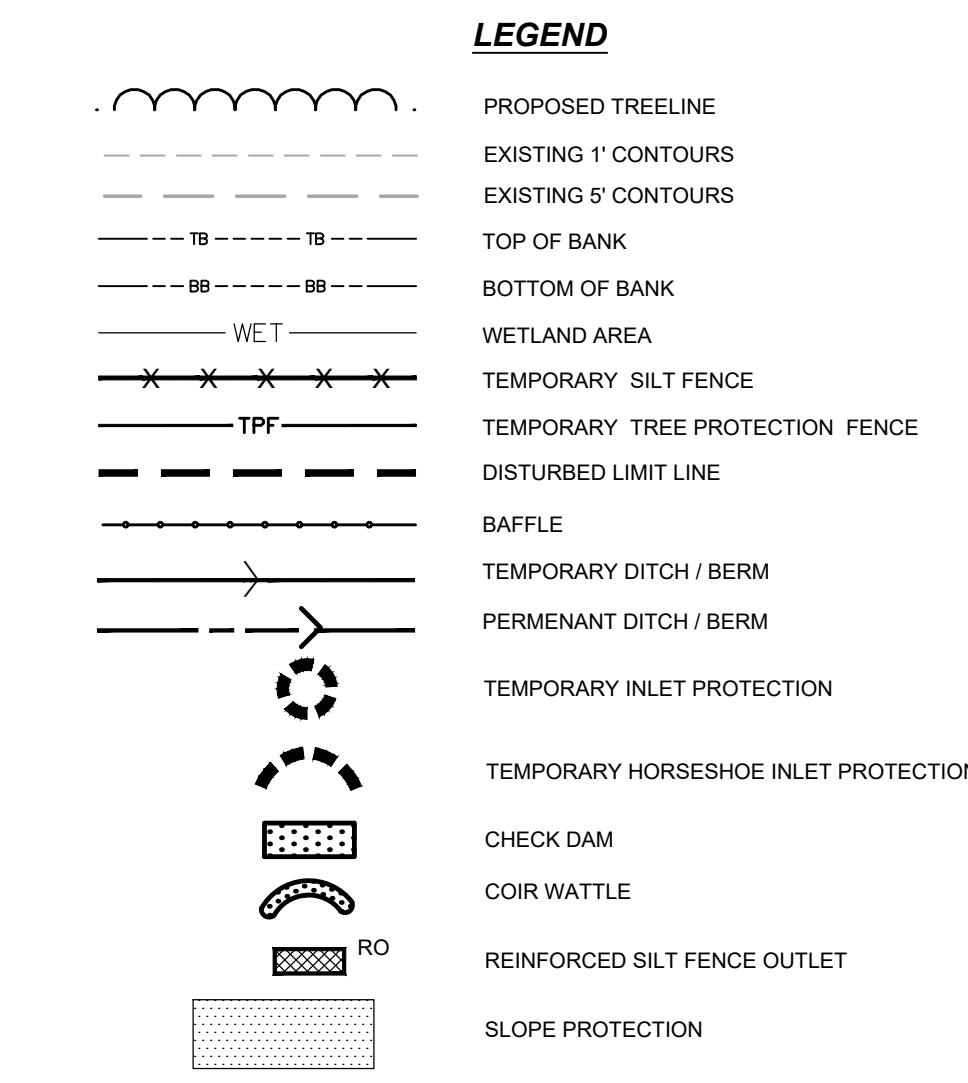 LEGEND
PROPOSED TREELINE
EXISTING 1' CONTOURS
EXISTING 5' CONTOURS
TB TB TOP OF BANK
BB BB BOTTOM OF BANK
WET WETLAND AREA
X X X X X TEMPORARY SILT FENCE
TPF TEMPORARY TREE PROTECTION FENCE
DISTURBED LIMIT LINE
BAFFLE
TEMPORARY DITCH / BERM
PERMENANT DITCH / BERM
TEMPORARY INLET PROTECTION
TEMPORARY HORSESHOE INLET PROTECTION
CHECK DAM
COIR WATTLE
RO REINFORCED SILT FENCE OUTLET
SLOPE PROTECTION